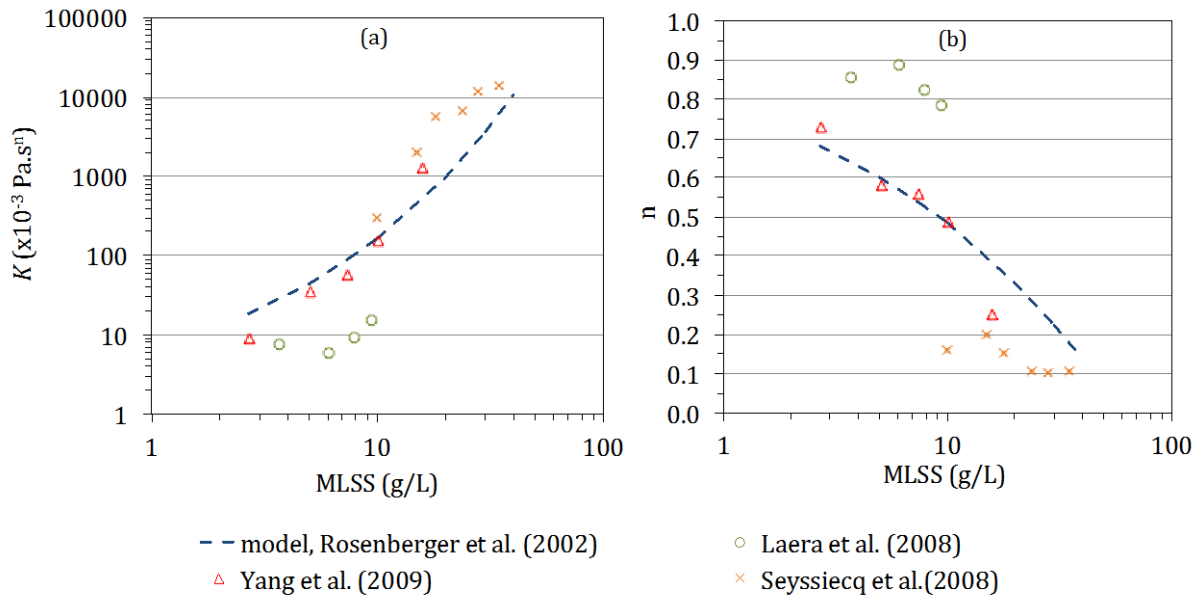 (a)
100000
10000
1000
100
10
1
K (x10⁻³ Pa.sⁿ)
1
10
100
MLSS (g/L)
(b)
1.0
0.9
0.8
0.7
0.6
0.5
0.4
0.3
0.2
0.1
0.0
n
1
10
100
MLSS (g/L)
model, Rosenberger et al. (2002)
Yang et al. (2009)
Laera et al. (2008)
Seyssiecq et al.(2008)